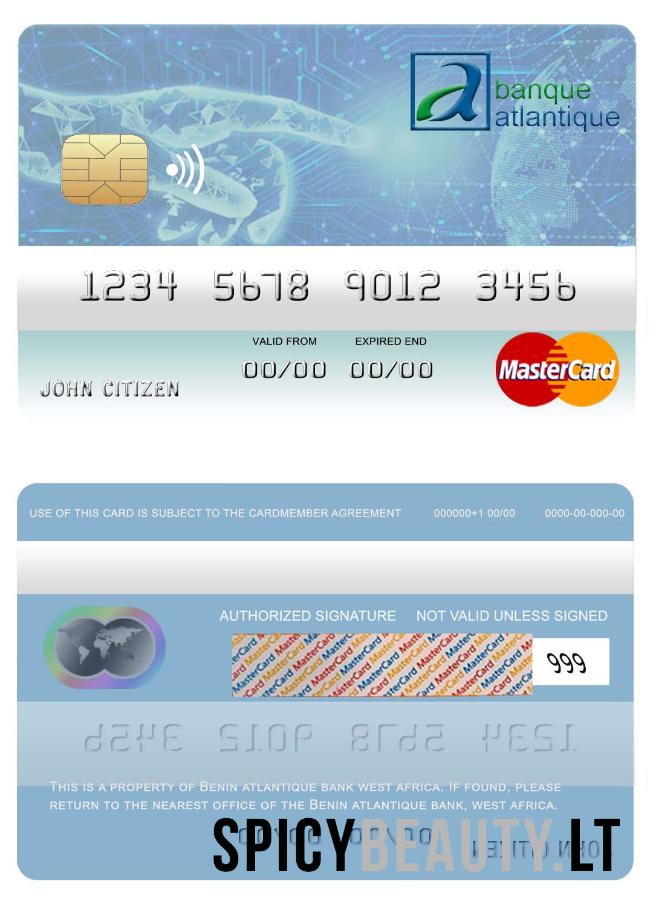 banque
atlantique
1234 5678 9012 3456
VALID FROM EXPIRED END
00/00 00/00
JOHN CITIZEN
MasterCard
USE OF THIS CARD IS SUBJECT TO THE CARDMEMBER AGREEMENT 000000+1 00/00 0000-00-000-00
AUTHORIZED SIGNATURE NOT VALID UNLESS SIGNED
MasterCard MasterCard MasterCard
999
THIS IS A PROPERTY OF BENIN ATLANTIQUE BANK WEST AFRICA. IF FOUND, PLEASE
RETURN TO THE NEAREST OFFICE OF THE BENIN ATLANTIQUE BANK, WEST AFRICA.
SPICYBEAUTY.LT